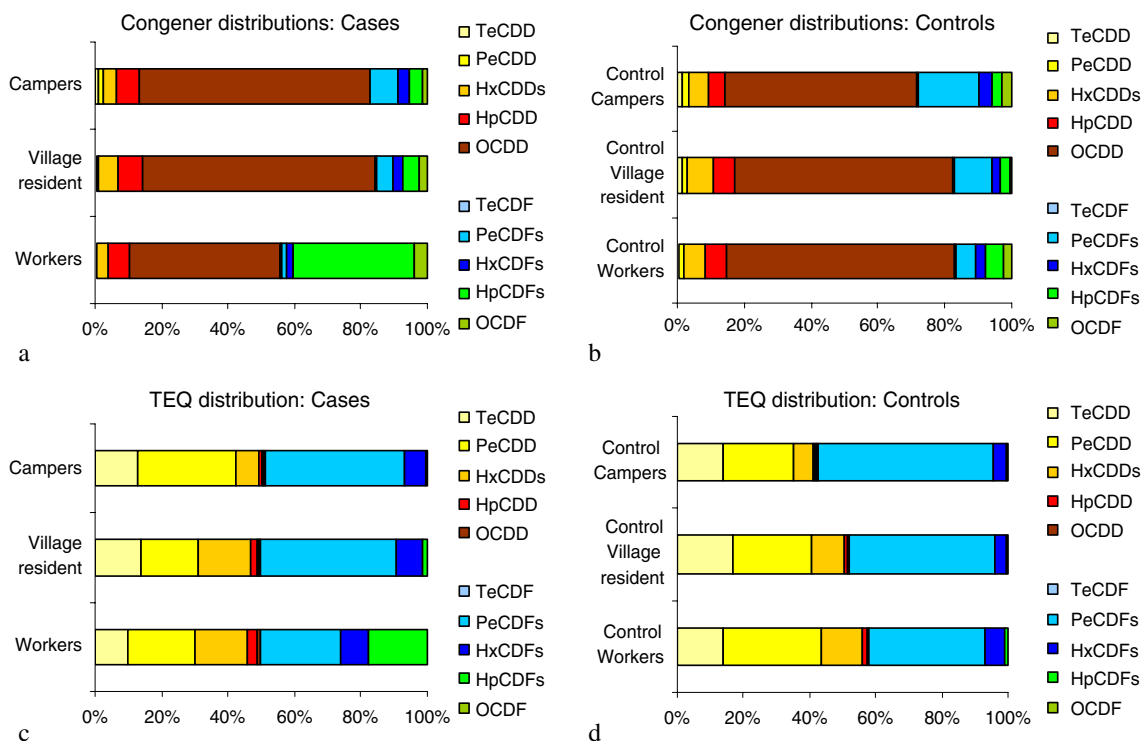 Congener distributions: Cases
Campers
Village
resident
Workers
0% 20% 40% 60% 80% 100%
TeCDD
PeCDD
HxCDDs
HpCDD
OCDD
TeCDF
PeCDFs
HxCDFs
HpCDFs
OCDF
a
Congener distributions: Controls
Control
Campers
Control
Village
resident
Control
Workers
0% 20% 40% 60% 80% 100%
TeCDD
PeCDD
HxCDDs
HpCDD
OCDD
TeCDF
PeCDFs
HxCDFs
HpCDFs
OCDF
b
TEQ distribution: Cases
Campers
Village
resident
Workers
0% 20% 40% 60% 80% 100%
TeCDD
PeCDD
HxCDDs
HpCDD
OCDD
TeCDF
PeCDFs
HxCDFs
HpCDFs
OCDF
c
TEQ distribution: Controls
Control
Campers
Control
Village
resident
Control
Workers
0% 20% 40% 60% 80% 100%
TeCDD
PeCDD
HxCDDs
HpCDD
OCDD
TeCDF
PeCDFs
HxCDFs
HpCDFs
OCDF
d